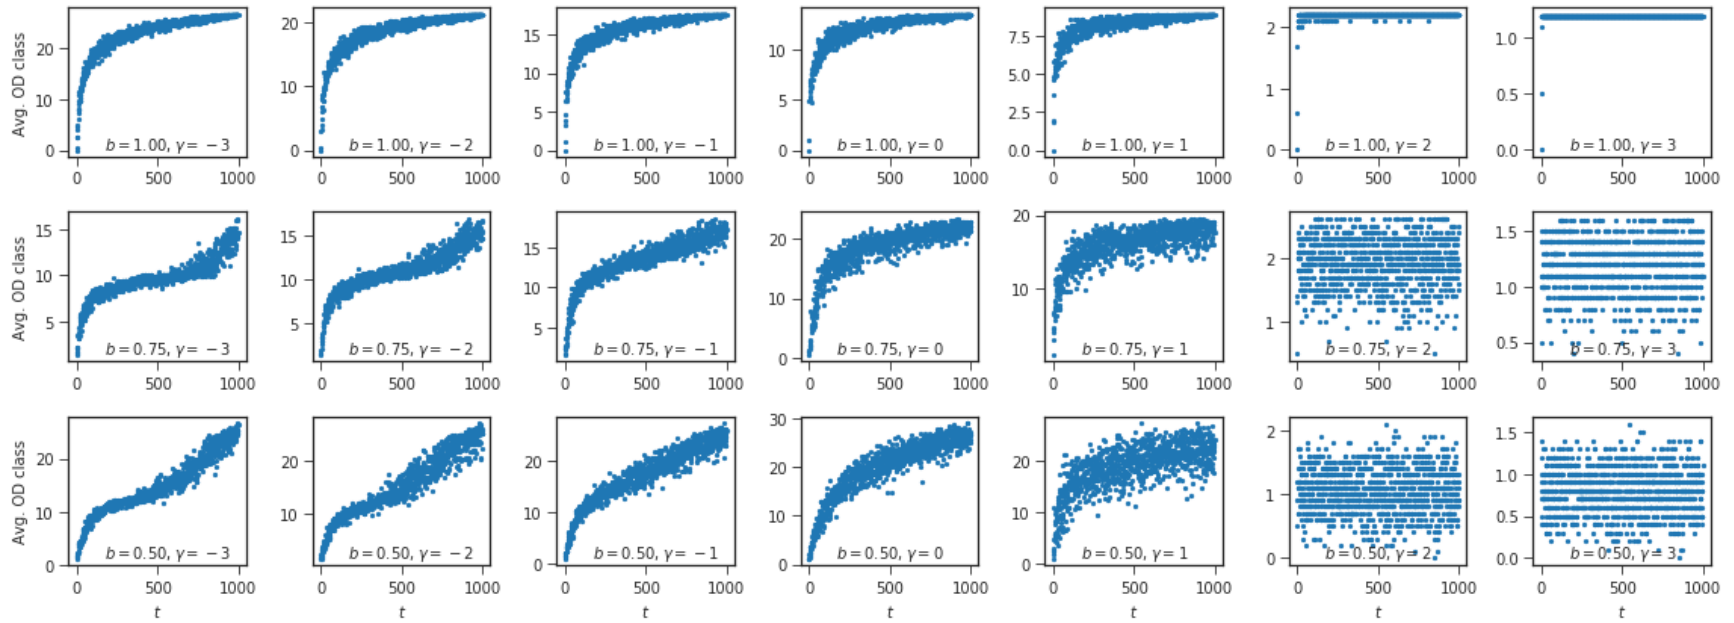 Avg. OD class
20
10
0
b = 1.00, γ = −3
0 500 1000
20
10
0
b = 1.00, γ = −2
0 500 1000
15
10
5
0
b = 1.00, γ = −1
0 500 1000
10
5
0
b = 1.00, γ = 0
0 500 1000
7.5
5.0
2.5
0.0
b = 1.00, γ = 1
0 500 1000
2
1
0
b = 1.00, γ = 2
0 500 1000
1.0
0.5
0.0
b = 1.00, γ = 3
0 500 1000
Avg. OD class
15
10
5
b = 0.75, γ = −3
0 500 1000
15
10
5
b = 0.75, γ = −2
0 500 1000
15
10
5
b = 0.75, γ = −1
0 500 1000
20
10
0
b = 0.75, γ = 0
0 500 1000
20
10
b = 0.75, γ = 1
0 500 1000
2
1
b = 0.75, γ = 2
0 500 1000
1.5
1.0
0.5
b = 0.75, γ = 3
0 500 1000
Avg. OD class
20
10
0
b = 0.50, γ = −3
0 500 1000
t
20
10
b = 0.50, γ = −2
0 500 1000
t
20
10
0
b = 0.50, γ = −1
0 500 1000
t
30
20
10
0
b = 0.50, γ = 0
0 500 1000
t
20
10
0
b = 0.50, γ = 1
0 500 1000
t
2
1
0
b = 0.50, γ = 2
0 500 1000
t
1.5
1.0
0.5
0.0
b = 0.50, γ = 3
0 500 1000
t